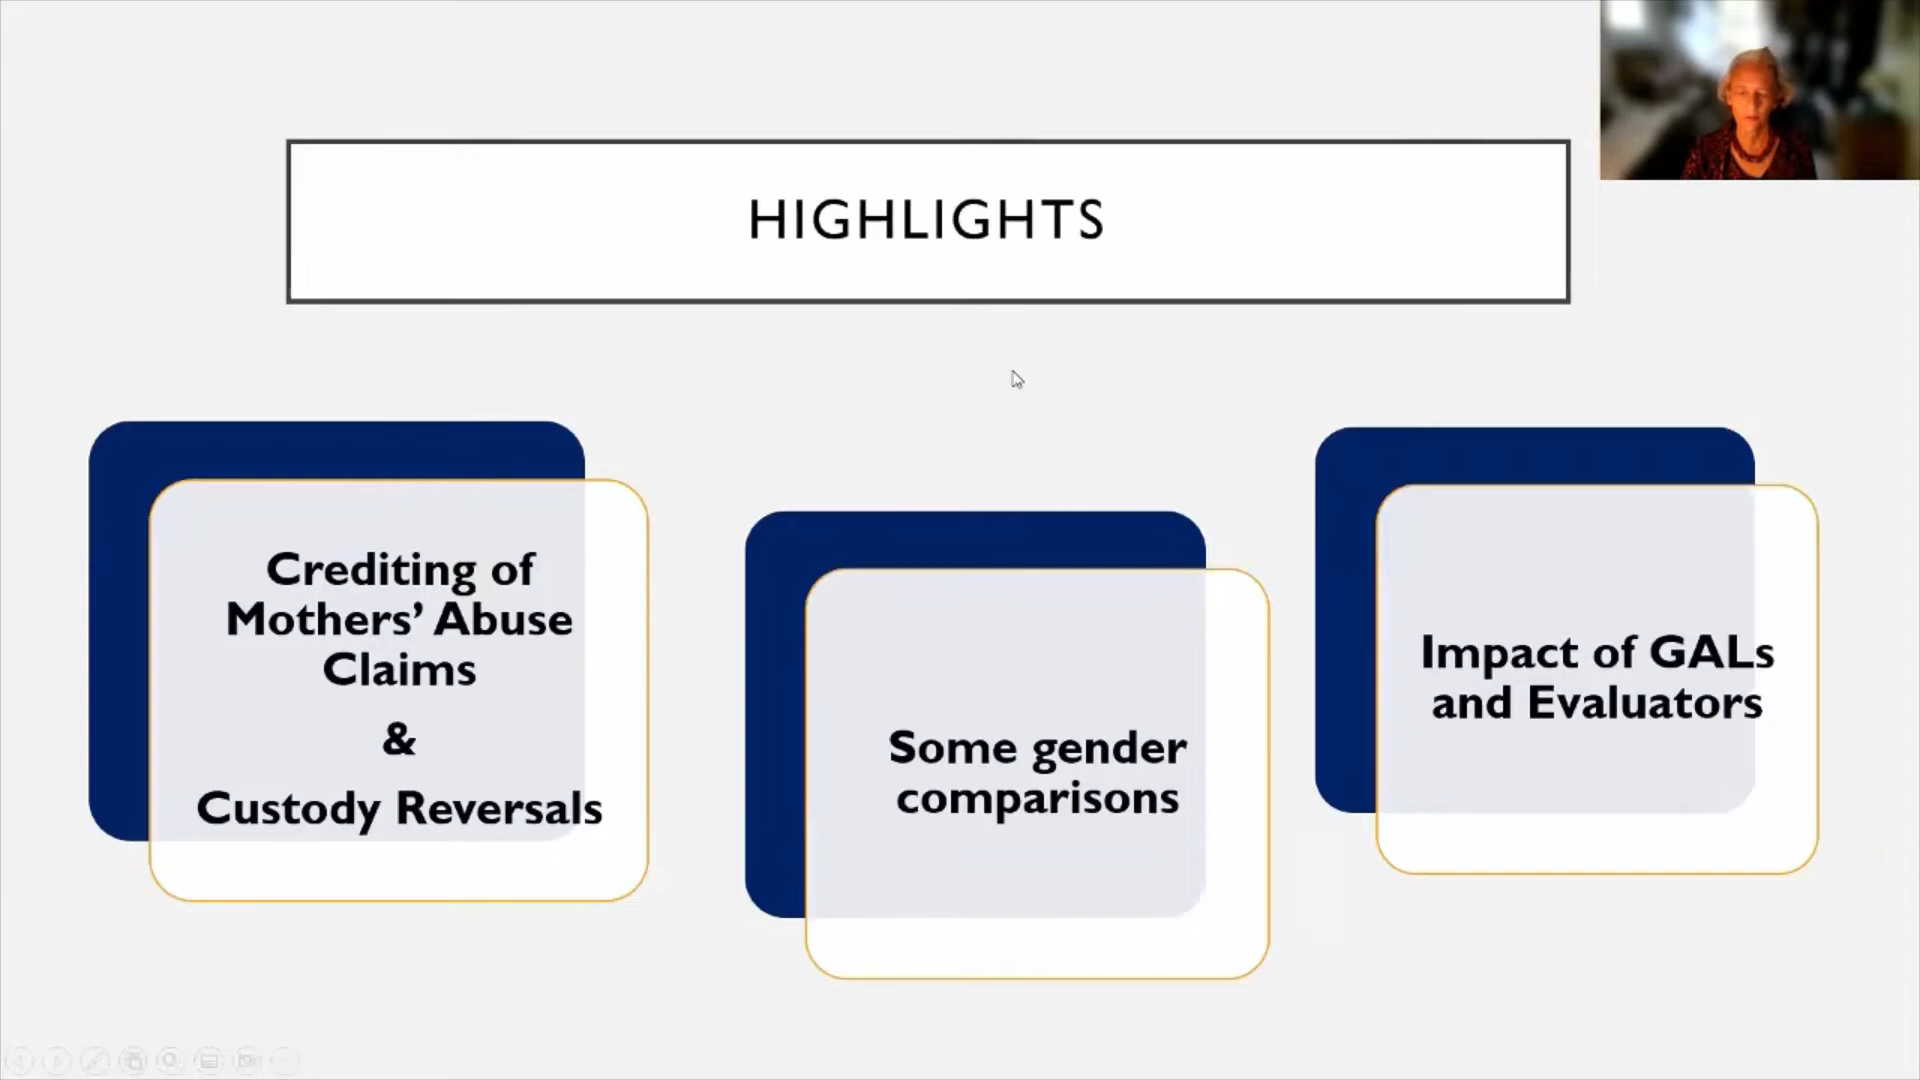 HIGHLIGHTS
Crediting of
Mothers’ Abuse
Claims
&
Custody Reversals
Some gender
comparisons
Impact of GALs
and Evaluators